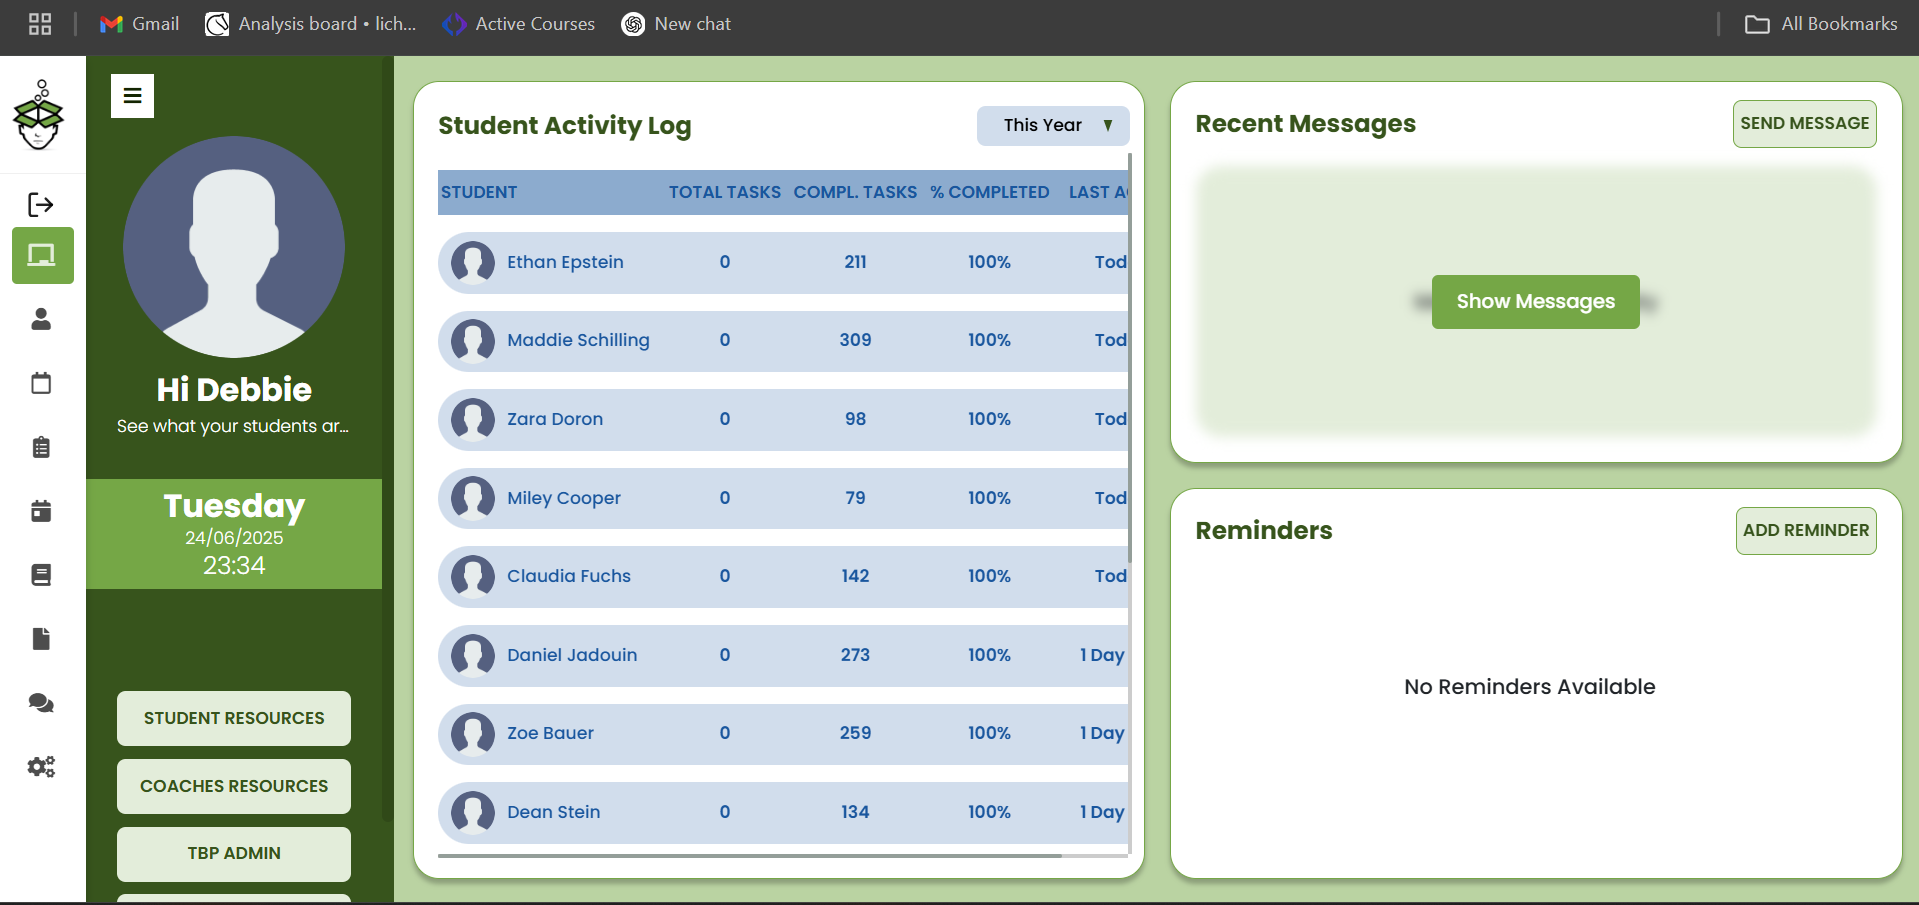 Gmail
Analysis board • lich...
Active Courses
New chat
All Bookmarks
Hi Debbie
See what your students ar...
Tuesday
24/06/2025
23:34
STUDENT RESOURCES
COACHES RESOURCES
TBP ADMIN
Student Activity Log
This Year ▼
STUDENT TOTAL TASKS COMPL. TASKS % COMPLETED LAST A
Ethan Epstein 0 211 100% Tod
Maddie Schilling 0 309 100% Tod
Zara Doron 0 98 100% Tod
Miley Cooper 0 79 100% Tod
Claudia Fuchs 0 142 100% Tod
Daniel Jadouin 0 273 100% 1 Day
Zoe Bauer 0 259 100% 1 Day
Dean Stein 0 134 100% 1 Day
Recent Messages
SEND MESSAGE
Show Messages
Reminders
ADD REMINDER
No Reminders Available